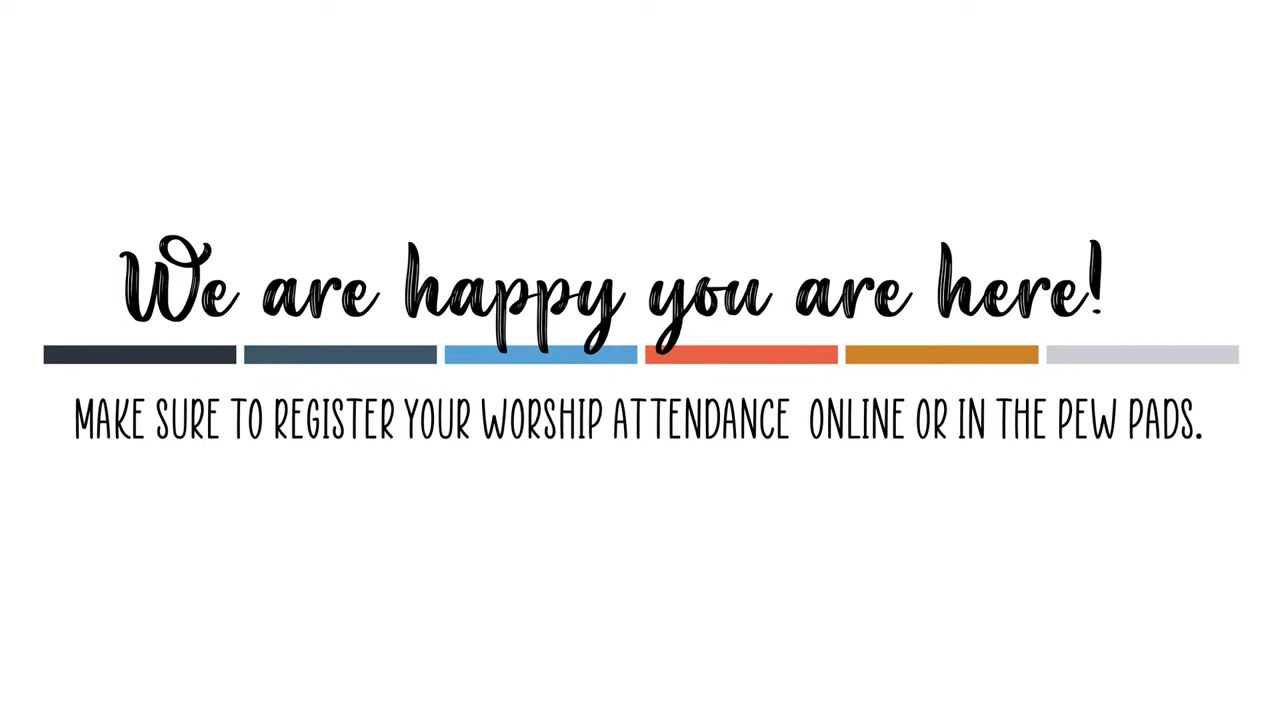 We are happy you are here!
MAKE SURE TO REGISTER YOUR WORSHIP ATTENDANCE ONLINE OR IN THE PEW PADS.